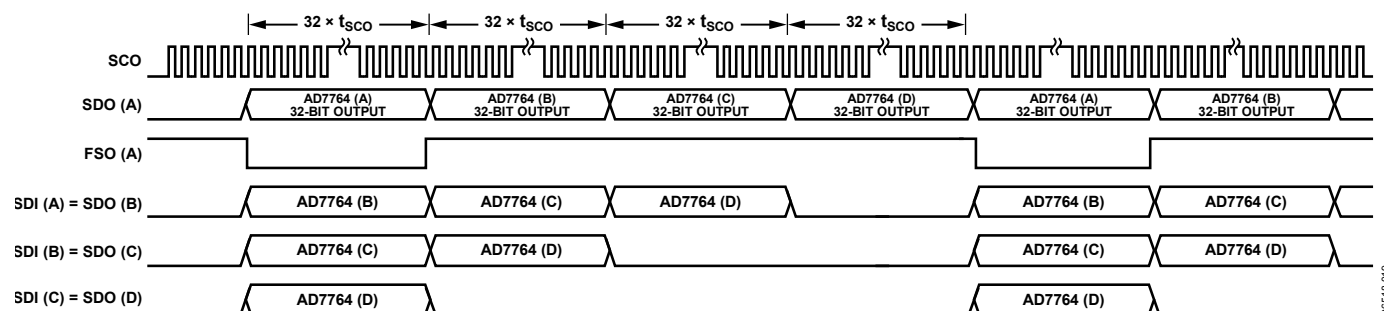 32 × tSCO 32 × tSCO 32 × tSCO 32 × tSCO
SCO
SDO (A)
AD7764 (A)
32-BIT OUTPUT
AD7764 (B)
32-BIT OUTPUT
AD7764 (C)
32-BIT OUTPUT
AD7764 (D)
32-BIT OUTPUT
AD7764 (A)
32-BIT OUTPUT
AD7764 (B)
32-BIT OUTPUT
FSO (A)
SDI (A) = SDO (B) AD7764 (B) AD7764 (C) AD7764 (D) AD7764 (B) AD7764 (C)
SDI (B) = SDO (C) AD7764 (C) AD7764 (D) AD7764 (C) AD7764 (D)
SDI (C) = SDO (D) AD7764 (D) AD7764 (D)